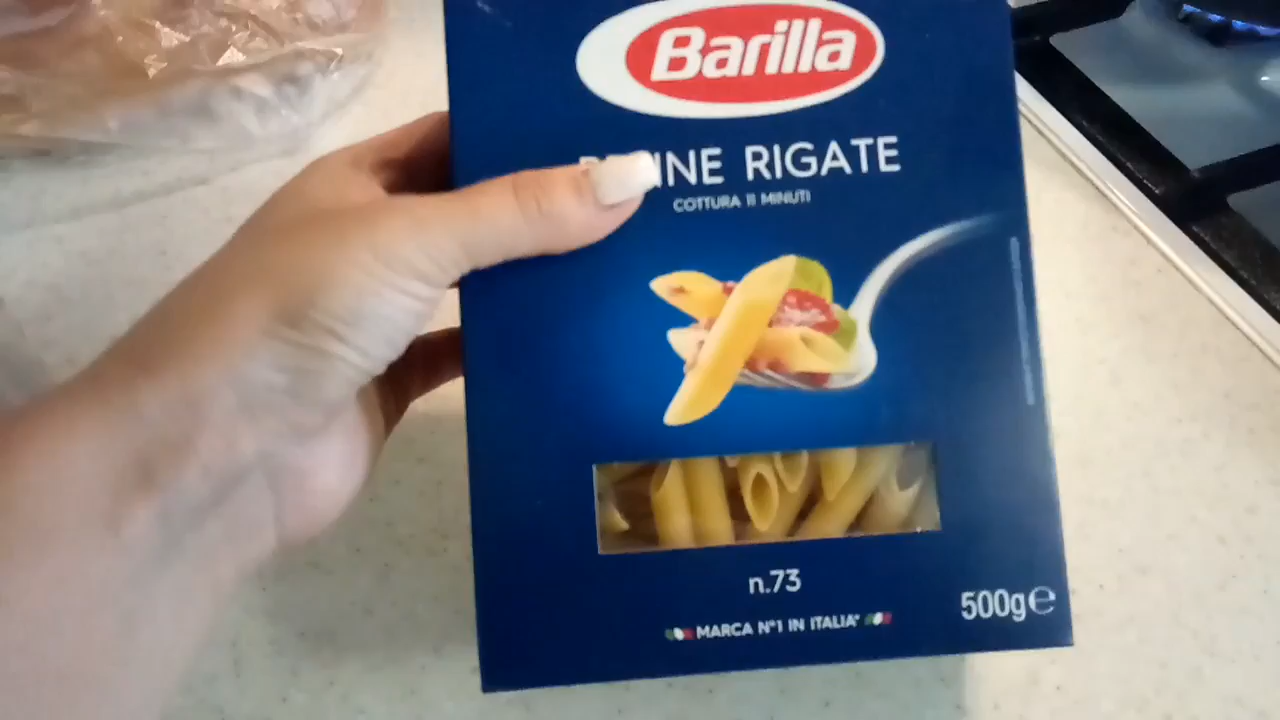 Barilla
RIGATE
COTTURA 11 MINUTI
n.73
500g℮
MARCA N°1 IN ITALIA*